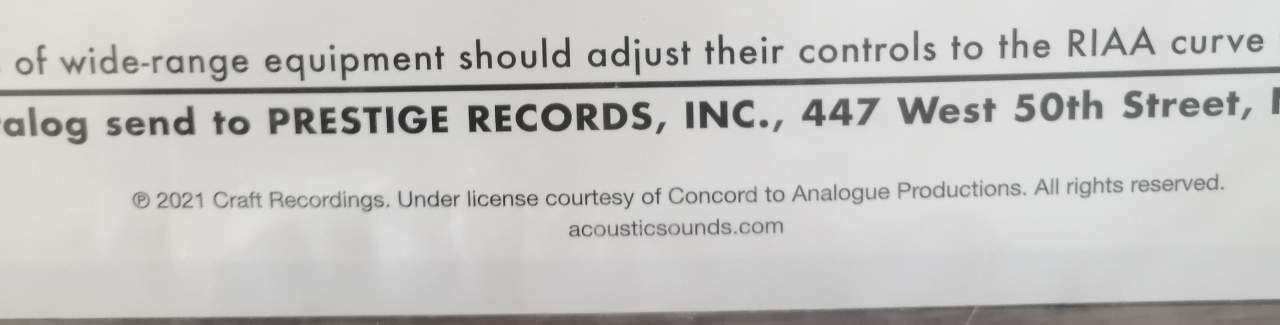 of wide-range equipment should adjust their controls to the RIAA curve
alog send to PRESTIGE RECORDS, INC., 447 West 50th Street,
℗ 2021 Craft Recordings. Under license courtesy of Concord to Analogue Productions. All rights reserved.
acousticsounds.com